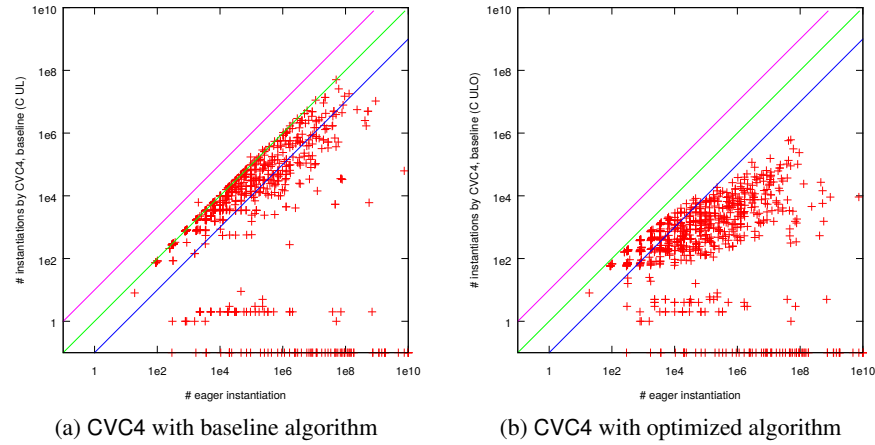 1e10
1e8
1e6
1e4
1e2
1
# instantiations by CVC4, baseline (C UL)
1 1e2 1e4 1e6 1e8 1e10
# eager instantiation
(a) CVC4 with baseline algorithm
1e10
1e8
1e6
1e4
1e2
1
# instantiations by CVC4, baseline (C ULO)
1 1e2 1e4 1e6 1e8 1e10
# eager instantiation
(b) CVC4 with optimized algorithm